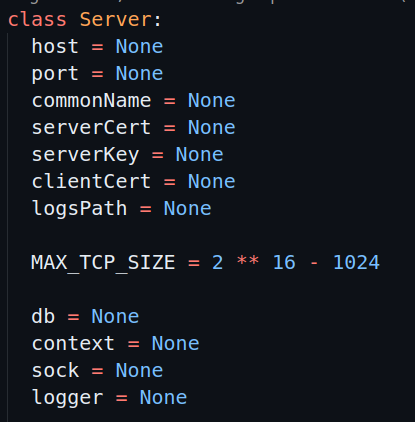 class Server:
host = None
port = None
commonName = None
serverCert = None
serverKey = None
clientCert = None
logsPath = None
MAX_TCP_SIZE = 2 ** 16 - 1024
db = None
context = None
sock = None
logger = None